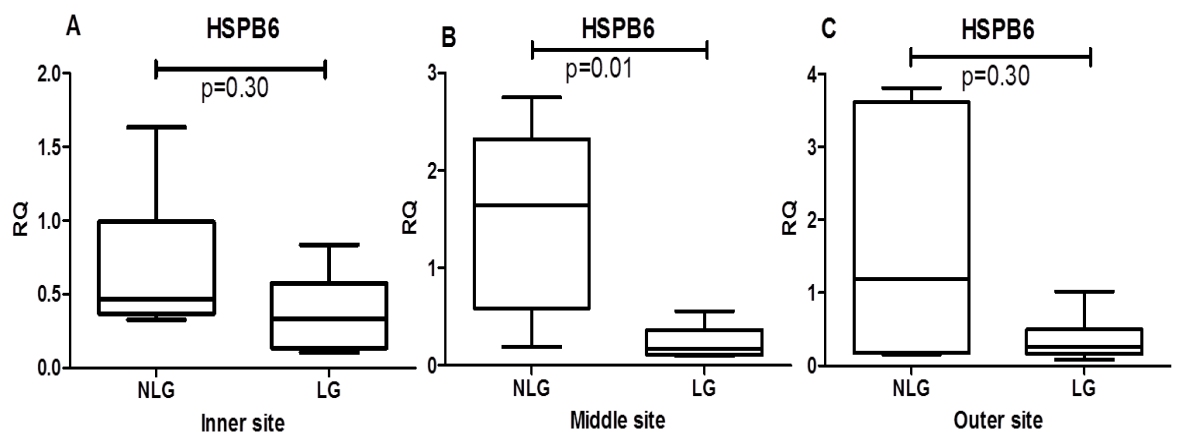 A
HSPB6
p=0.30
2.0
1.5
1.0
0.5
0.0
RQ
NLG LG
Inner site
B
HSPB6
p=0.01
3
2
1
0
RQ
NLG LG
Middle site
C
HSPB6
p=0.30
4
3
2
1
0
RQ
NLG LG
Outer site